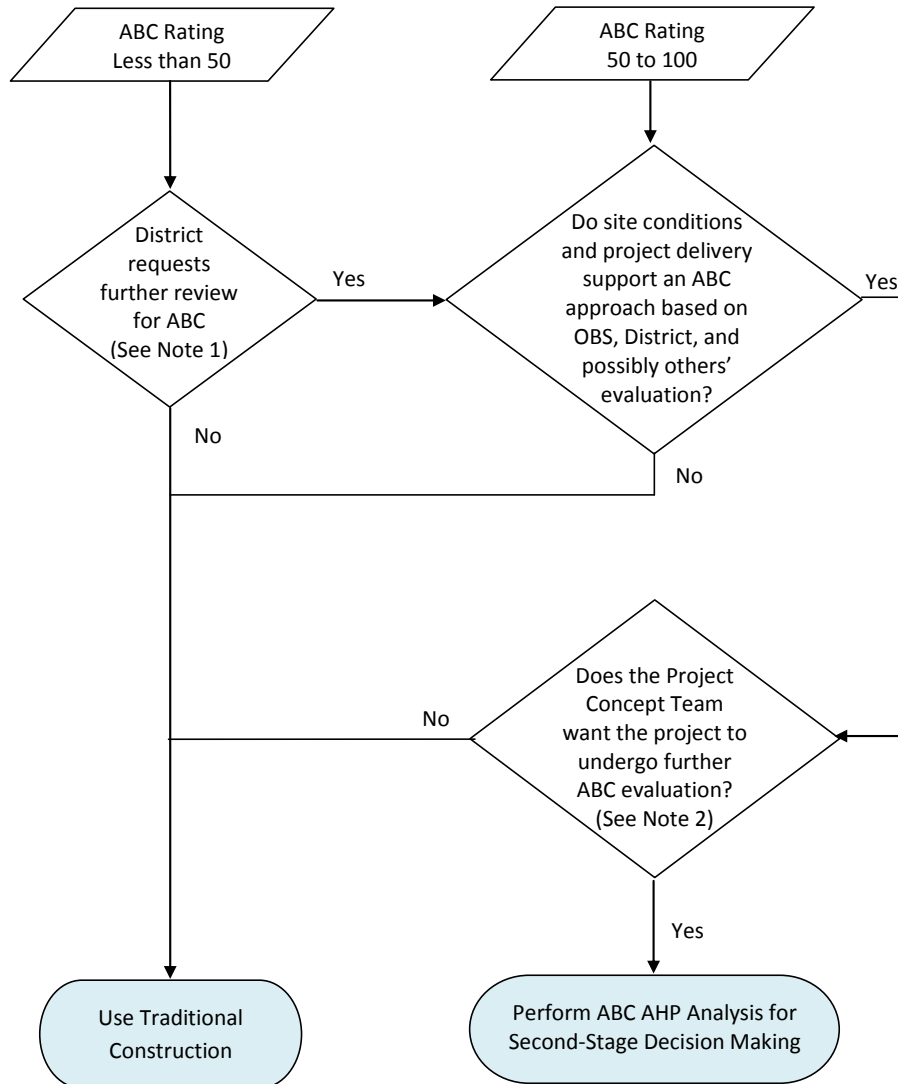 ABC Rating
Less than 50
ABC Rating
50 to 100
District
requests
further review
for ABC
(See Note 1)
Yes
Do site conditions
and project delivery
support an ABC
approach based on
OBS, District, and
possibly others’
evaluation?
Yes
No
No
Does the Project
Concept Team
want the project to
undergo further
ABC evaluation?
(See Note 2)
No
Yes
Use Traditional
Construction
Perform ABC AHP Analysis for
Second-Stage Decision Making